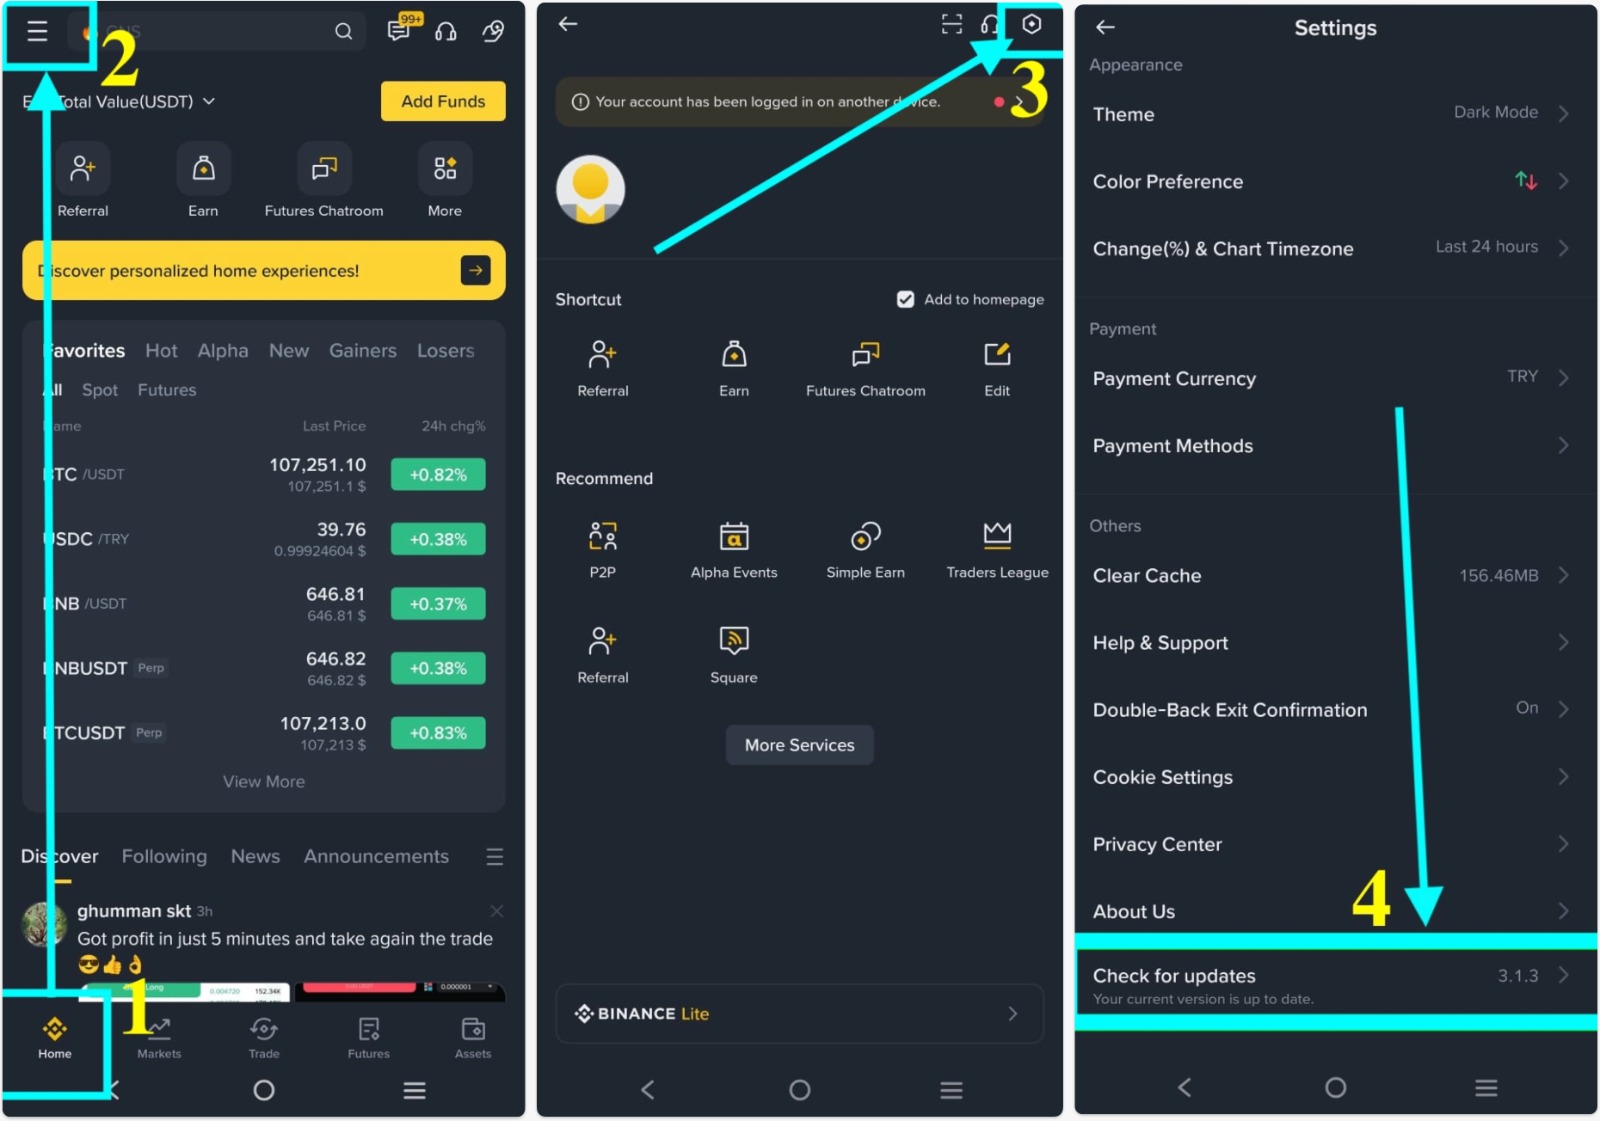 GNS
99+
2
Total Value(USDT)
Add Funds
Referral
Earn
Futures Chatroom
More
Discover personalized home experiences!
Favorites Hot Alpha New Gainers Losers
All Spot Futures
Name Last Price 24h chg%
BTC /USDT 107,251.10 +0.82%
107,251.1 $
USDC /TRY 39.76 +0.38%
0.99924604 $
BNB /USDT 646.81 +0.37%
646.81 $
BNBUSDT Perp 646.82 +0.38%
646.82 $
BTCUSDT Perp 107,213.0 +0.83%
107,213 $
View More
Discover Following News Announcements
ghumman skt 3h
Got profit in just 5 minutes and take again the trade
😎👍👌
Long 0.004720 152.34K 0.000001
1
Home Markets Trade Futures Assets
3
Your account has been logged in on another device.
Shortcut
Add to homepage
Referral Earn Futures Chatroom Edit
Recommend
P2P Alpha Events Simple Earn Traders League
Referral Square
More Services
BINANCE Lite
Settings
Appearance
Theme Dark Mode
Color Preference
Change(%) & Chart Timezone Last 24 hours
Payment
Payment Currency TRY
Payment Methods
Others
Clear Cache 156.46MB
Help & Support
Double-Back Exit Confirmation On
Cookie Settings
Privacy Center
About Us
4
Check for updates 3.1.3
Your current version is up to date.